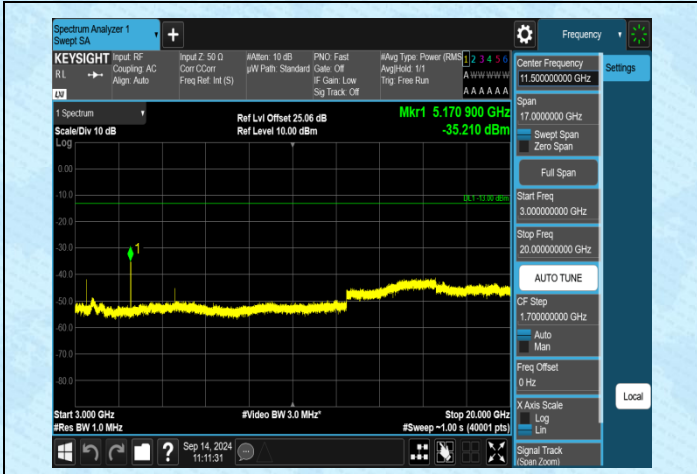 Spectrum Analyzer 1
Swept SA
+
Frequency
KEYSIGHT
RL
LXI
Input: RF
Coupling: AC
Align: Auto
Input Z: 50 Ω
Corr CCorr
Freq Ref: Int (S)
#Atten: 10 dB
µW Path: Standard
PNO: Fast
Gate: Off
IF Gain: Low
Sig Track: Off
#Avg Type: Power (RMS
Avg|Hold: 1/1
Trig: Free Run
1 2 3 4 5 6
A W W W W W
A A A A A A
1 Spectrum
Scale/Div 10 dB
Log
Ref Lvl Offset 25.06 dB
Ref Level 10.00 dBm
Mkr1 5.170 900 GHz
-35.210 dBm
0.00
-10.0
DL1 -13.00 dBm
-20.0
-30.0
1
-40.0
-50.0
-60.0
-70.0
-80.0
Start 3.000 GHz
#Video BW 3.0 MHz*
Stop 20.000 GHz
#Res BW 1.0 MHz
#Sweep ~1.00 s (40001 pts)
?
Sep 14, 2024
11:11:31
Center Frequency
11.500000000 GHz
Settings
Span
17.0000000 GHz
Swept Span
Zero Span
Full Span
Start Freq
3.000000000 GHz
Stop Freq
20.000000000 GHz
AUTO TUNE
CF Step
1.700000000 GHz
Auto
Man
Freq Offset
0 Hz
X Axis Scale
Log
Lin
Local
Signal Track
(Span Zoom)